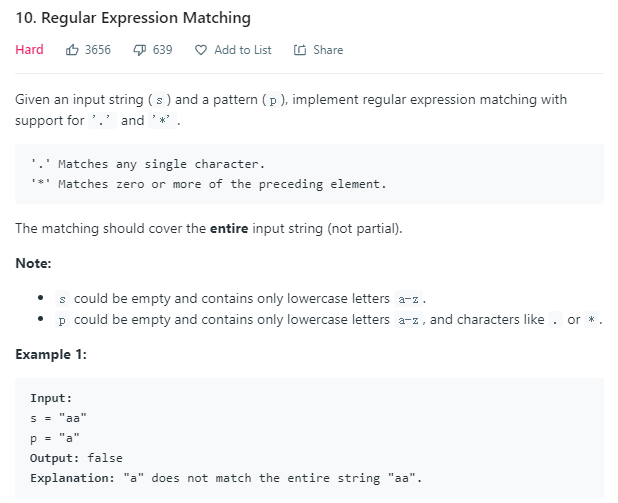 10. Regular Expression Matching
Hard 3656 639 Add to List Share
Given an input string (s) and a pattern (p), implement regular expression matching with
support for '.' and '*'.
'.' Matches any single character.
'*' Matches zero or more of the preceding element.
The matching should cover the entire input string (not partial).
Note:
• s could be empty and contains only lowercase letters a-z.
• p could be empty and contains only lowercase letters a-z, and characters like . or *.
Example 1:
Input:
s = "aa"
p = "a"
Output: false
Explanation: "a" does not match the entire string "aa".